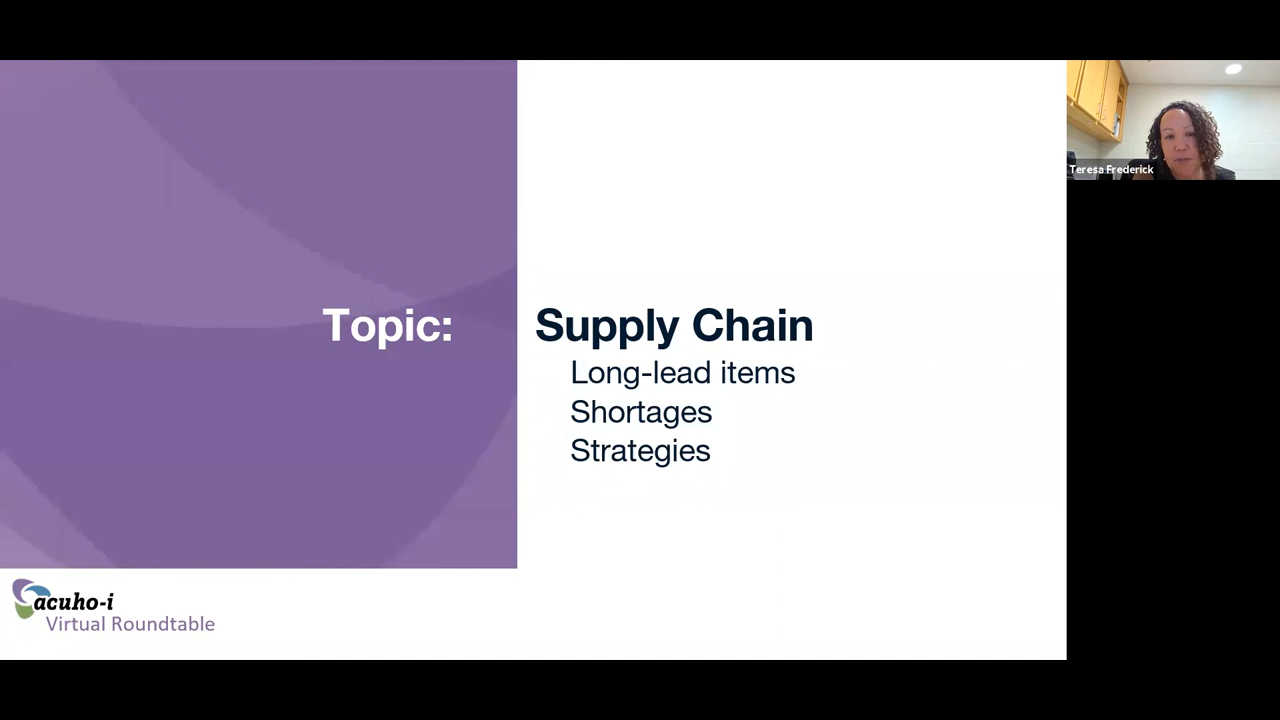 Topic:
Supply Chain
Long-lead items
Shortages
Strategies
Teresa Frederick
acuho-i
Virtual Roundtable